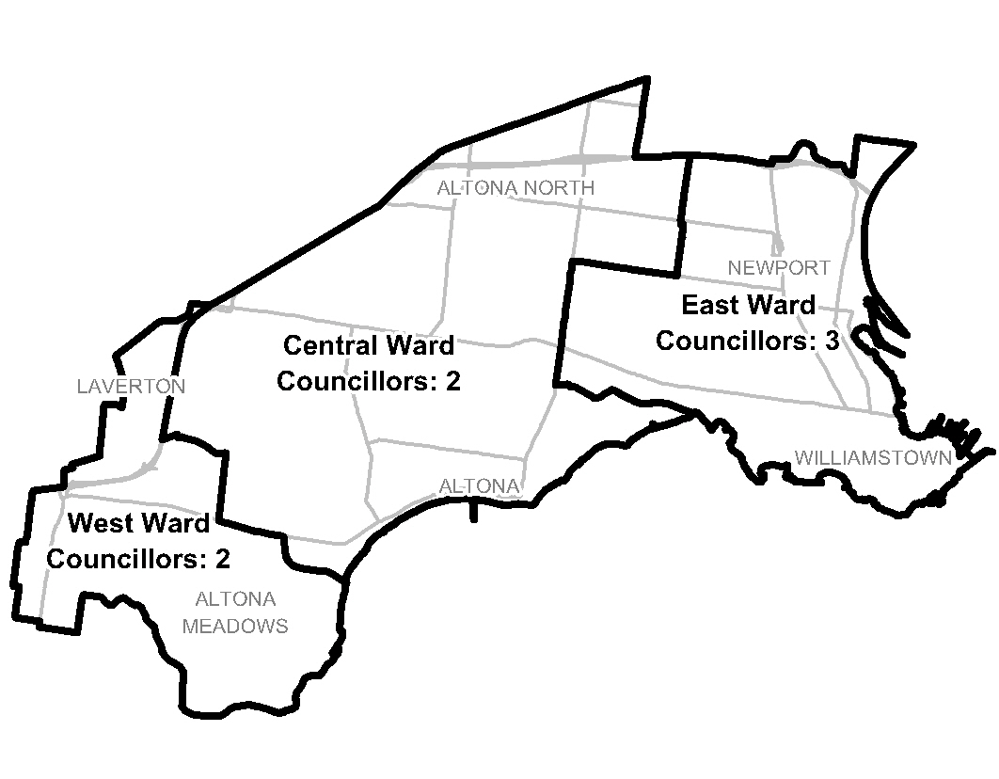 ALTONA NORTH
NEWPORT
East Ward
Councillors: 3
Central Ward
Councillors: 2
LAVERTON
WILLIAMSTOWN
ALTONA
West Ward
Councillors: 2
ALTONA
MEADOWS